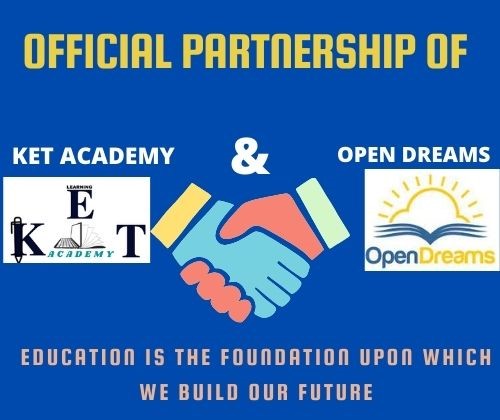 OFFICIAL PARTNERSHIP OF
KET ACADEMY
&
OPEN DREAMS
LEARNING
KET
ACADEMY
OpenDreams
EDUCATION IS THE FOUNDATION UPON WHICH
WE BUILD OUR FUTURE